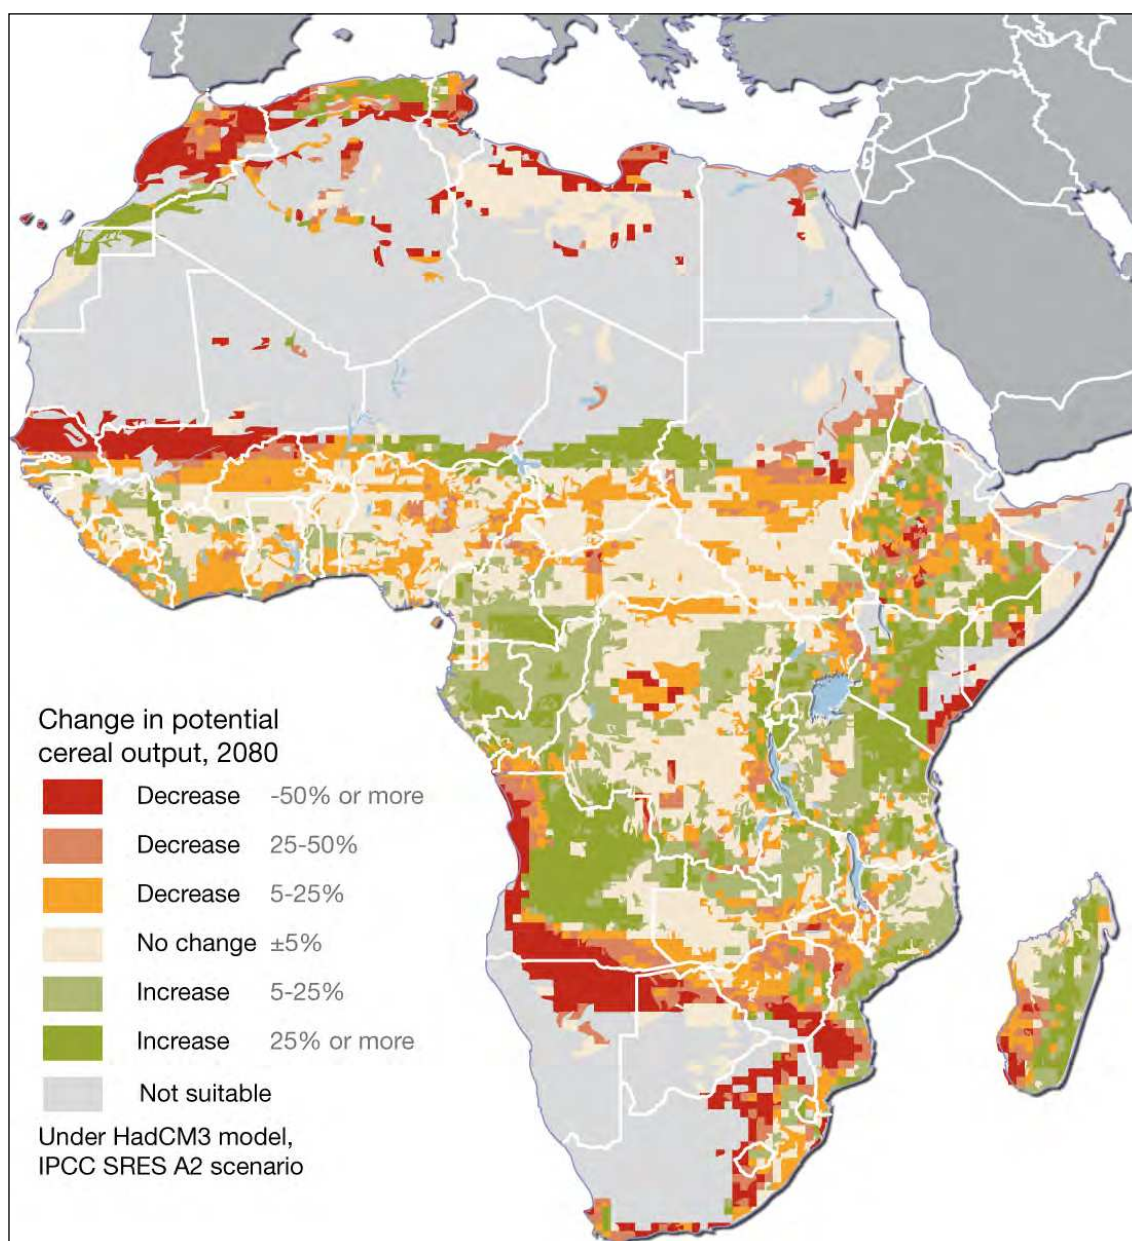 Change in potential
cereal output, 2080
Decrease -50% or more
Decrease 25-50%
Decrease 5-25%
No change ±5%
Increase 5-25%
Increase 25% or more
Not suitable
Under HadCM3 model,
IPCC SRES A2 scenario